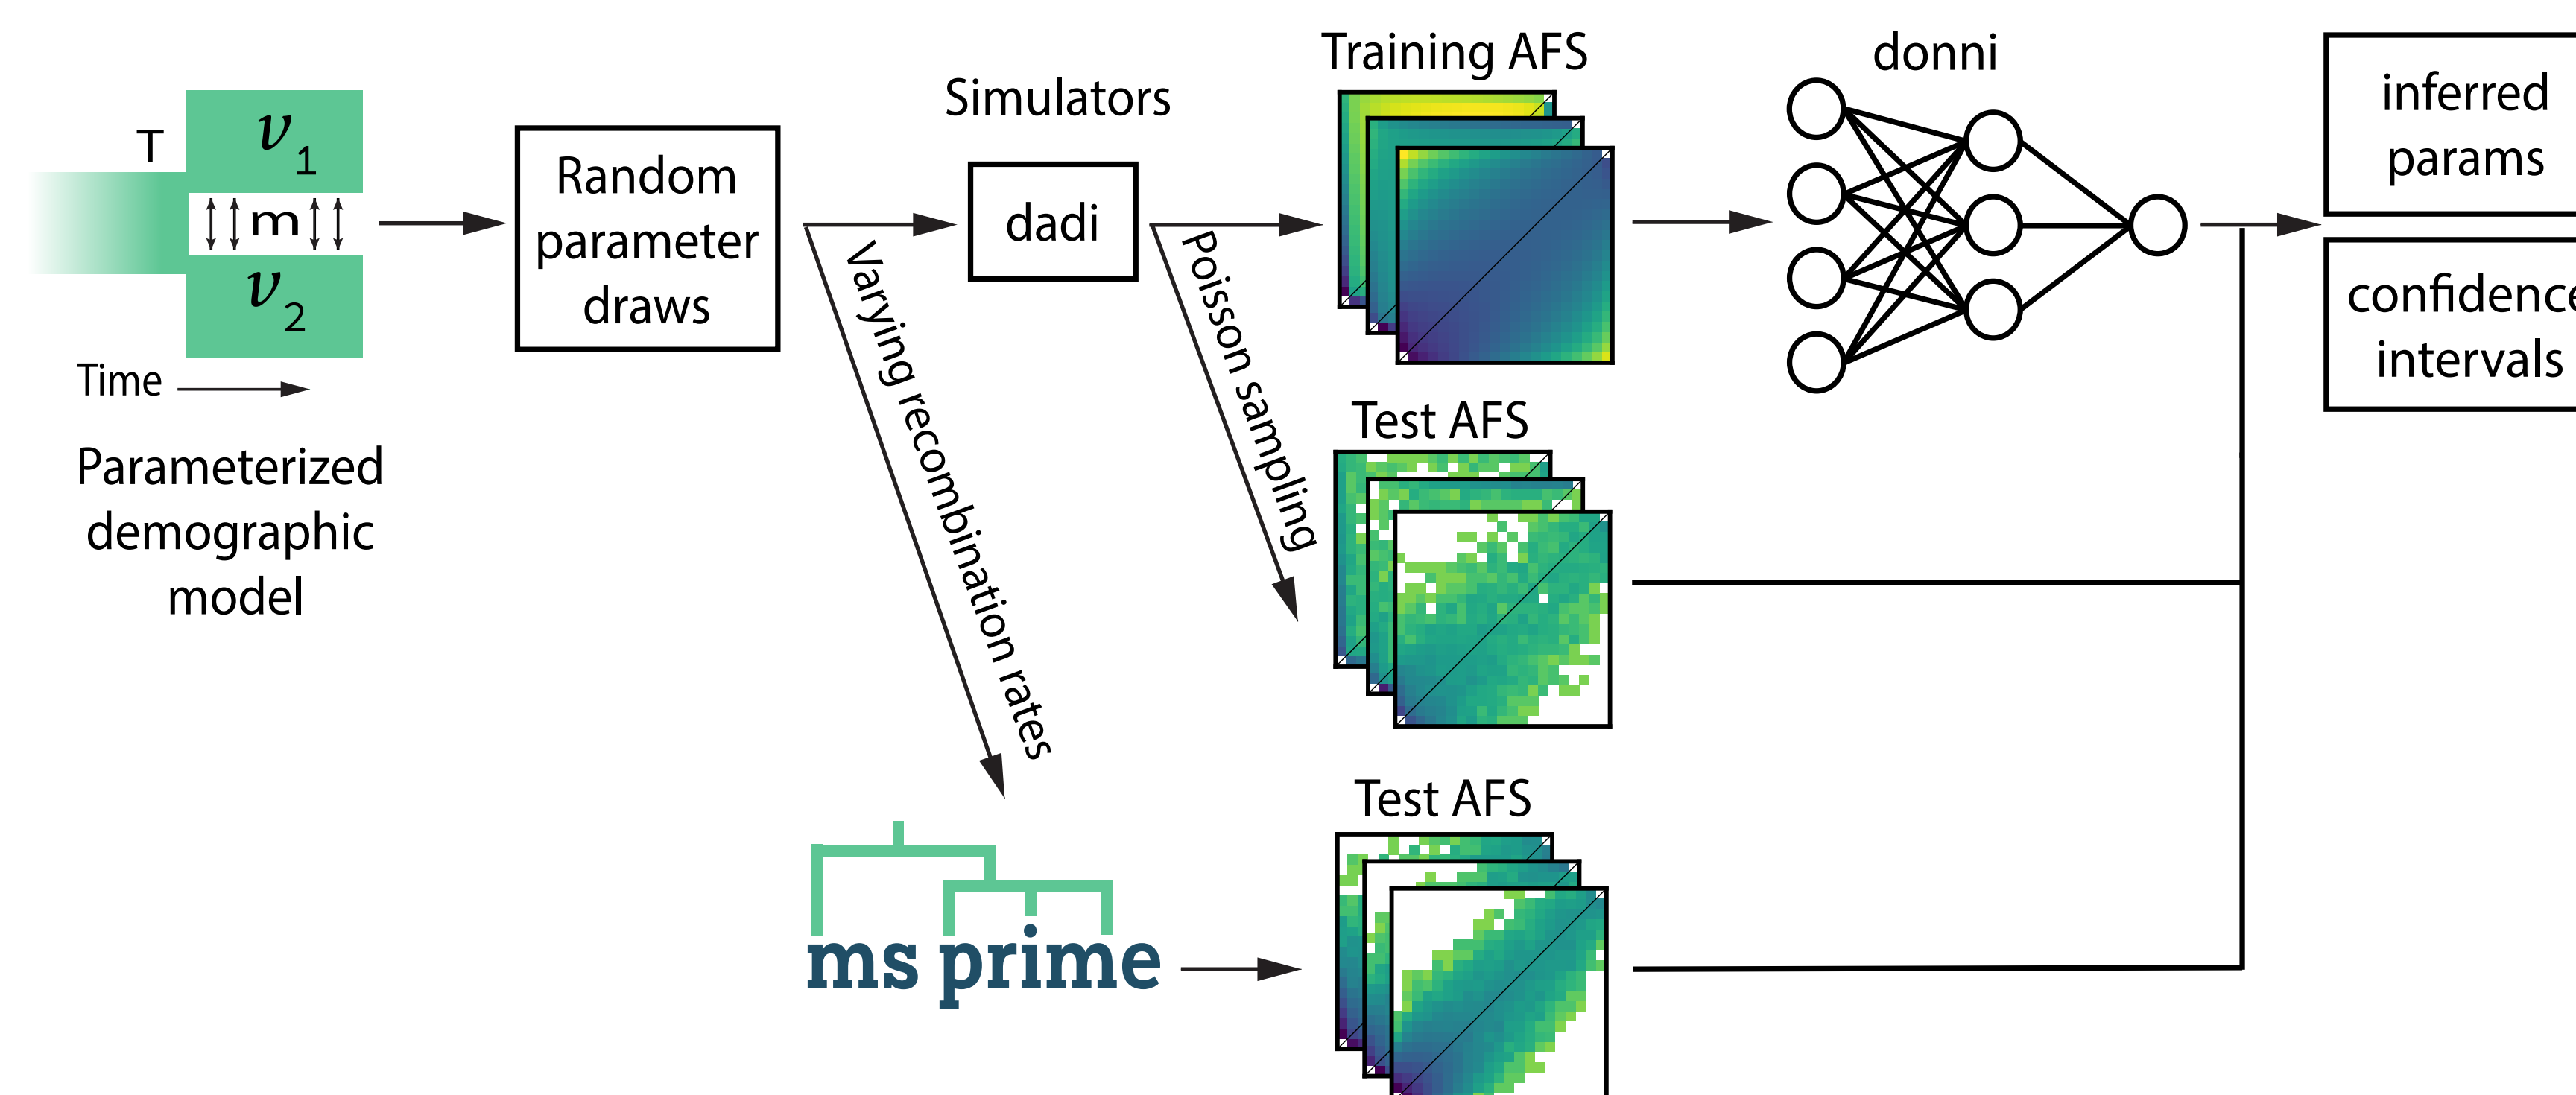 T
ν1
m
ν2
Time
Parameterized
demographic
model
Random
parameter
draws
Varying recombination rates
Simulators
dadi
ms prime
Poisson sampling
Training AFS
Test AFS
Test AFS
donni
inferred
params
confidence
intervals